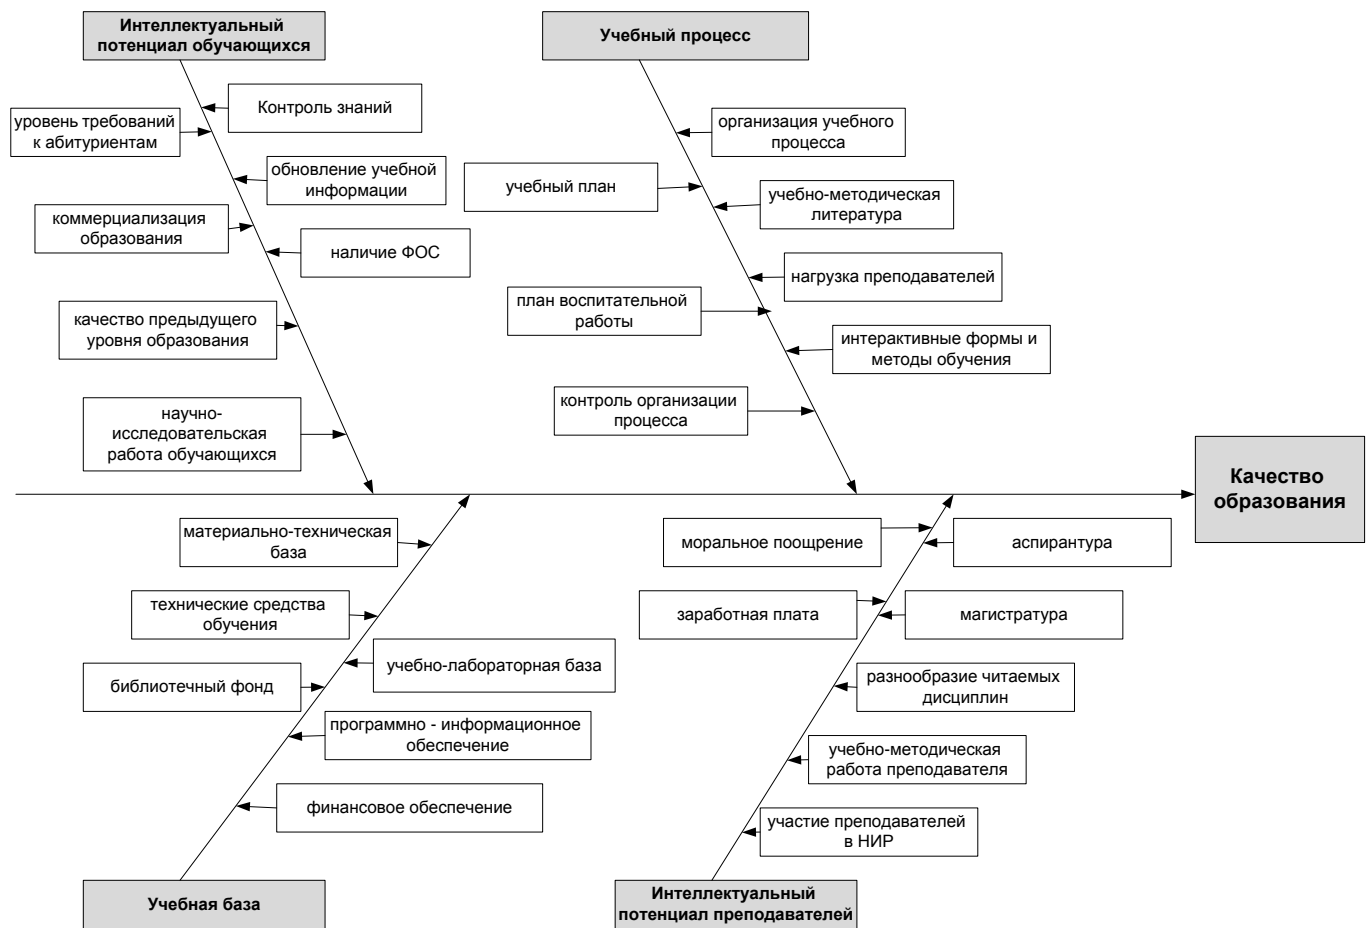 Интеллектуальный
потенциал обучающихся
Учебный процесс
Контроль знаний
уровень требований
к абитуриентам
обновление учебной
информации
коммерциализация
образования
наличие ФОС
качество предыдущего
уровня образования
научно-
исследовательская
работа обучающихся
организация учебного
процесса
учебный план
учебно-методическая
литература
нагрузка преподавателей
план воспитательной
работы
интерактивные формы и
методы обучения
контроль организации
процесса
Качество
образования
материально-техническая
база
технические средства
обучения
учебно-лабораторная база
библиотечный фонд
программно - информационное
обеспечение
финансовое обеспечение
Учебная база
моральное поощрение
аспирантура
заработная плата
магистратура
разнообразие читаемых
дисциплин
учебно-методическая
работа преподавателя
участие преподавателей
в НИР
Интеллектуальный
потенциал преподавателей